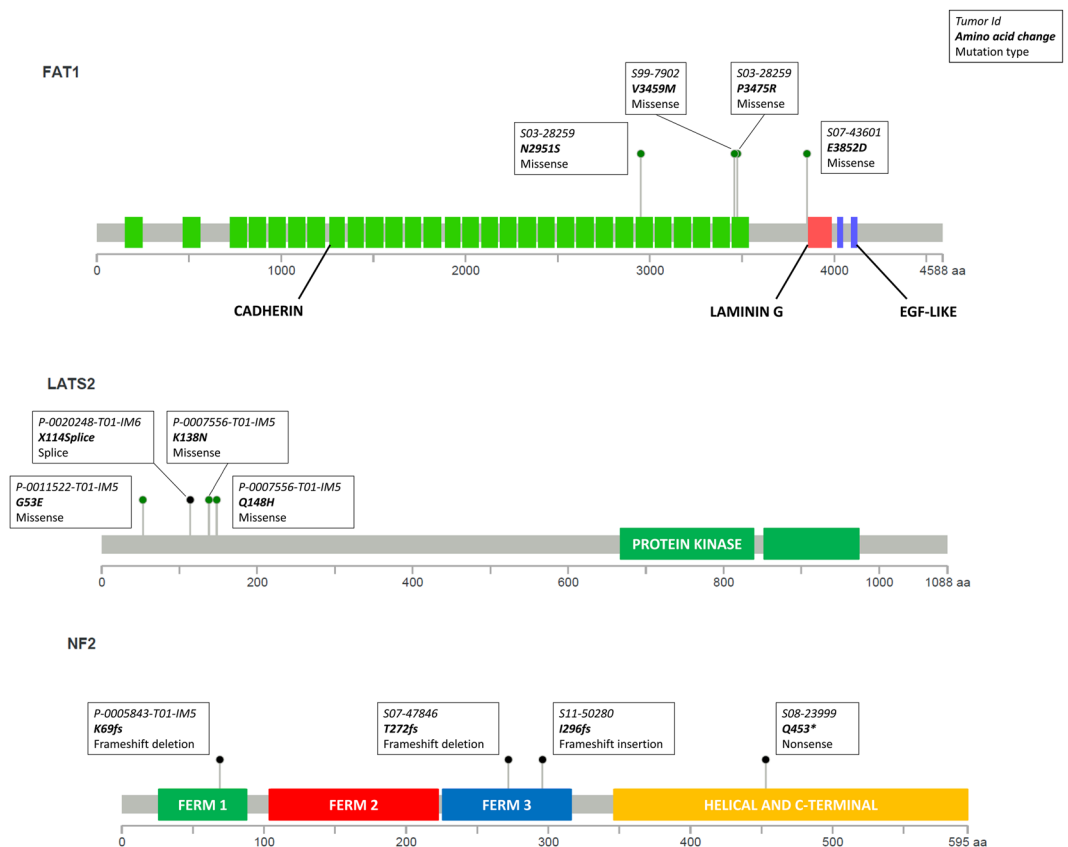 Tumor Id
Amino acid change
Mutation type
FAT1
S99-7902
V3459M
Missense
S03-28259
P3475R
Missense
S03-28259
N2951S
Missense
S07-43601
E3852D
Missense
0 1000 2000 3000 4000 4588 aa
CADHERIN LAMININ G EGF-LIKE
LATS2
P-0020248-T01-IM6
X114Splice
Splice
P-0007556-T01-IM5
K138N
Missense
P-0011522-T01-IM5
G53E
Missense
P-0007556-T01-IM5
Q148H
Missense
PROTEIN KINASE
0 200 400 600 800 1000 1088 aa
NF2
P-0005843-T01-IM5
K69fs
Frameshift deletion
S07-47846
T272fs
Frameshift deletion
S11-50280
I296fs
Frameshift insertion
S08-23999
Q453*
Nonsense
FERM 1 FERM 2 FERM 3 HELICAL AND C-TERMINAL
0 100 200 300 400 500 595 aa